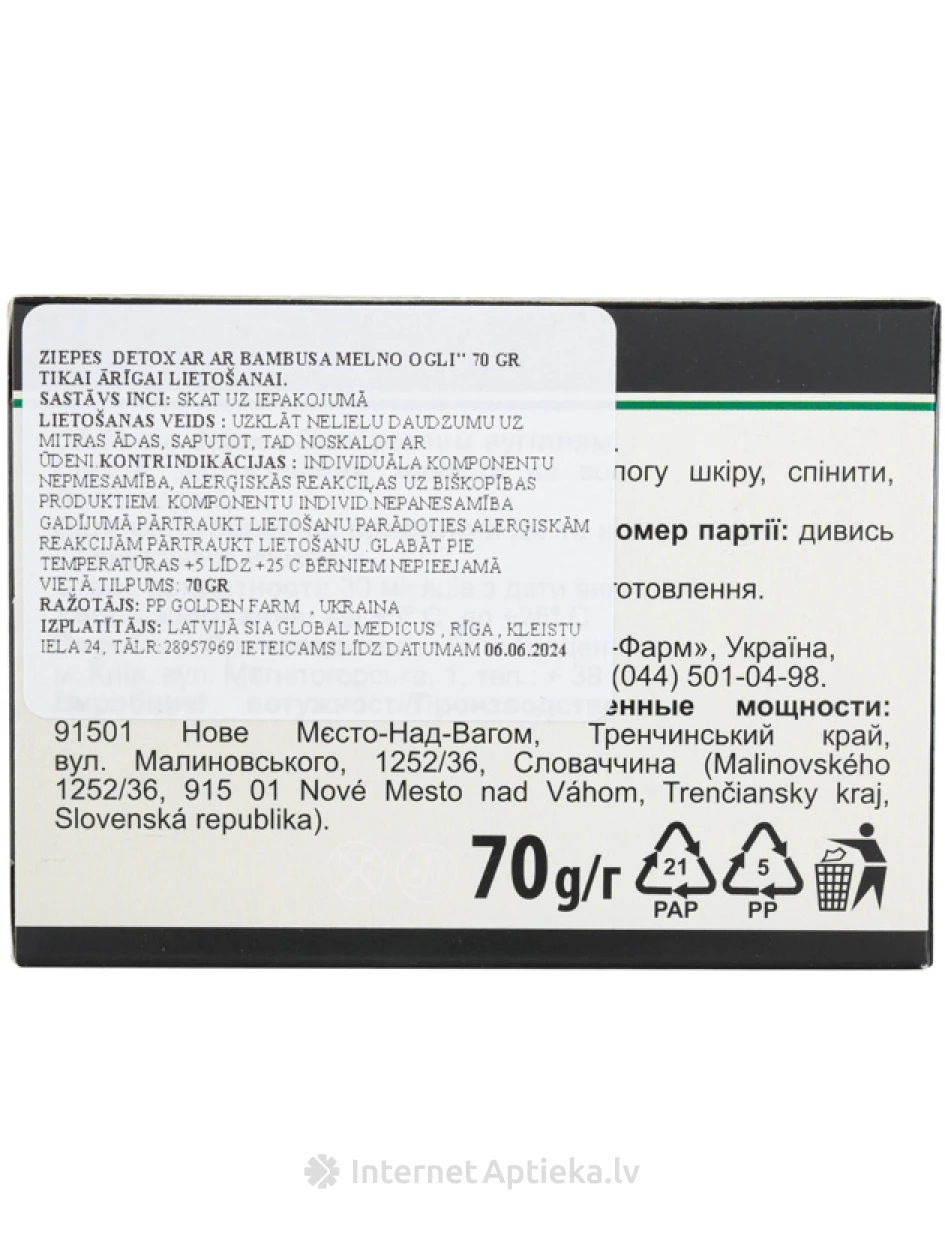 ZIEPES DETOX AR AR BAMBUSA MELNO OGLI" 70 GR
TIKAI ĀRĪGAI LIETOŠANAI.
SASTĀVS INCI: SKAT UZ IEPAKOJUMĀ
LIETOŠANAS VEIDS : UZKLĀT NELIELU DAUDZUMU UZ
MITRAS ĀDAS, SAPUTOT, TAD NOSKALOT AR
ŪDENI.KONTRINDIKĀCIJAS : INDIVIDUĀLA KOMPONENTU
NEPMESAMĪBA, ALERĢISKĀS REAKCIĻAS UZ BIŠKOPĪBAS
PRODUKTIEM. KOMPONENTU INDIVID.NEPANESAMĪBA
GADĪJUMĀ PĀRTRAUKT LIETOŠANU.PARĀDOTIES ALERĢISKĀM
REAKCIJĀM PĀRTRAUKT LIETOŠANU .GLABĀT PIE
TEMPERATŪRAS +5 LĪDZ +25 C BĒRNIEM NEPIEEJAMĀ
VIETĀ.TILPUMS: 70GR
RAŽOTĀJS: PP GOLDEN FARM , UKRAINA
IZPLATĪTĀJS: LATVIJĀ SIA GLOBAL MEDICUS , RĪGA , KLEISTU
IELA 24, TĀLR:28957969 IETEICAMS LĪDZ DATUMAM 06.06.2024
логу шкіру, спінити,
омер партії: дивись
отовлення.
-Фарм», Україна,
(044) 501-04-98.
енные мощности:
91501 Нове Мєсто-Над-Вагом, Тренчинський край,
вул. Малиновського, 1252/36, Словаччина (Malinovského
1252/36, 915 01 Nové Mesto nad Váhom, Trenčiansky kraj,
Slovenská republika).
70 g/г 21 5
PAP PP
InternetAptieka.lv